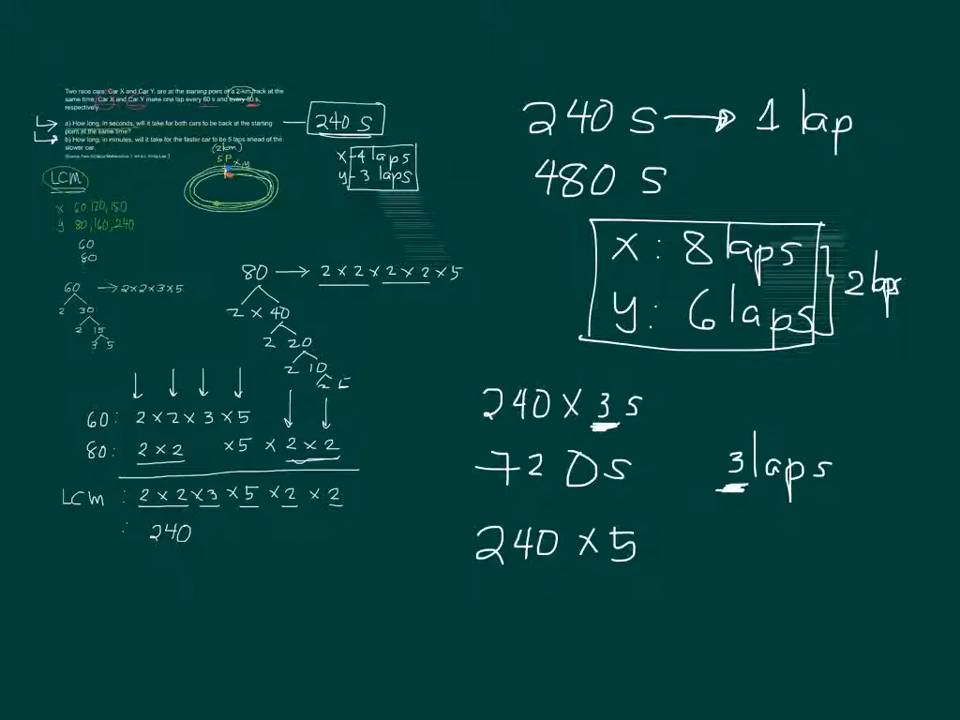 Two race cars, Car X and Car Y, are at the starting point of a 2-km track at the
same time. Car X and Car Y make one lap every 60 s and every 80 s,
respectively.
a) How long, in seconds, will it take for both cars to be back at the starting
point at the same time?
b) How long, in minutes, will it take for the faster car to be 5 laps ahead of the
slower car.
240 S
x - 4 laps
y - 3 laps
(2km)
SP
x y
LCM
x 60, 120, 180
y 80, 160, 240
60
80
60 → 2×2×3×5
2 30
2 15
3 5
80 → 2×2×2×2×5
2 × 40
2 20
2 10
2 5
60: 2×2×3×5
80: 2×2 ×5 × 2×2
LCM : 2×2×3 ×5 ×2 ×2
: 240
240 s → 1 lap
480 s
x: 8 laps
y: 6 laps
2 laps
240 × 3 s
720 s 3 laps
240 × 5